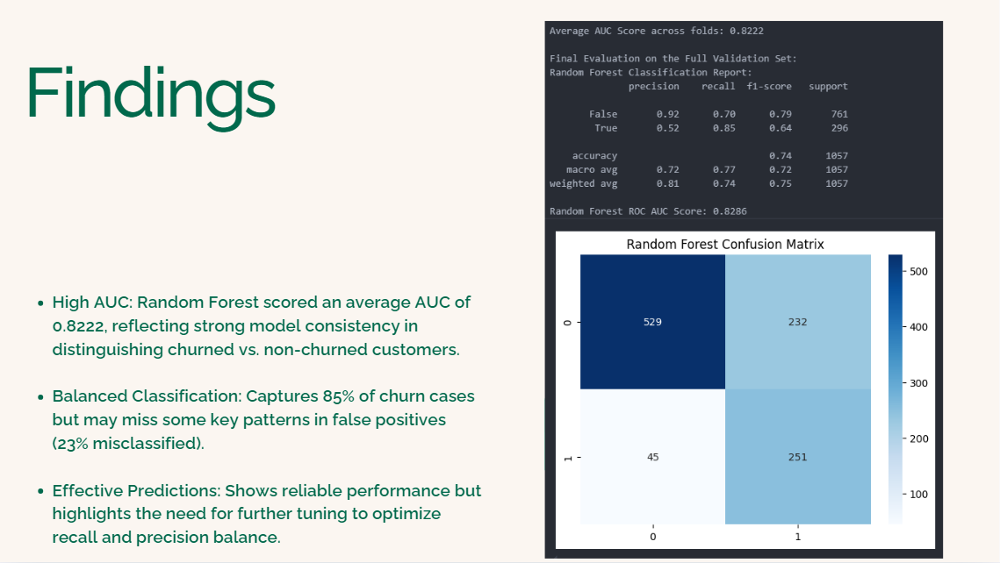 Findings
• High AUC: Random Forest scored an average AUC of
0.8222, reflecting strong model consistency in
distinguishing churned vs. non-churned customers.
• Balanced Classification: Captures 85% of churn cases
but may miss some key patterns in false positives
(23% misclassified).
• Effective Predictions: Shows reliable performance but
highlights the need for further tuning to optimize
recall and precision balance.
Average AUC Score across folds: 0.8222
Final Evaluation on the Full Validation Set:
Random Forest Classification Report:
precision recall f1-score support
False 0.92 0.70 0.79 761
True 0.52 0.85 0.64 296
accuracy 0.74 1057
macro avg 0.72 0.77 0.72 1057
weighted avg 0.81 0.74 0.75 1057
Random Forest ROC AUC Score: 0.8286
Random Forest Confusion Matrix
0 529 232
1 45 251
0 1
500
400
300
200
100